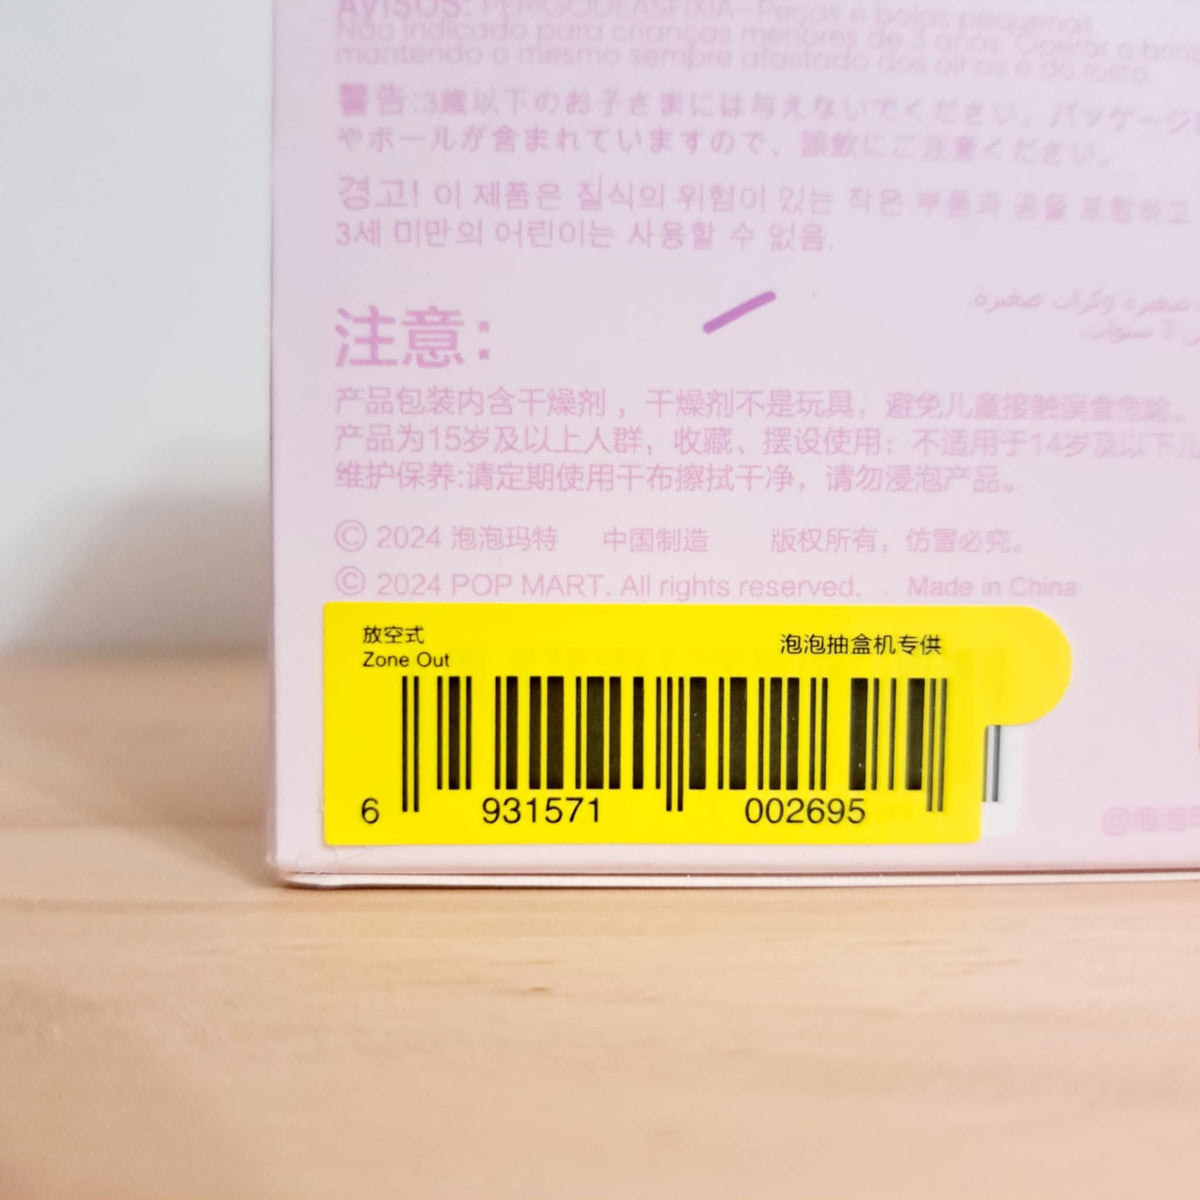 AVISOS: PERIGO DE ASFIXIA-Peças e bolas pequenas.
Não indicado para crianças menores de 3 anos. Operar o
mantendo o mesmo sempre afastado dos olhos e do rosto.
警告:3歳以下のお子さまには与えないでください。パッケージ
やボールが含まれていますので、誤飲にご注意ください。
경고! 이 제품은 질식의 위험이 있는 작은 부품과 공을 포함하고
3세 미만의 어린이는 사용할 수 없음.
صغيرة وكرات صغيرة.
3 سنوات.
注意：
产品包装内含干燥剂，干燥剂不是玩具，避免儿童接触误食危险。
产品为15岁及以上人群，收藏、摆设使用；不适用于14岁及以下
维护保养:请定期使用干布擦拭干净，请勿浸泡产品。
© 2024 泡泡玛特 中国制造 版权所有，仿冒必究。
© 2024 POP MART. All rights reserved. Made in China
放空式
Zone Out
泡泡抽盒机专供
6 931571 002695